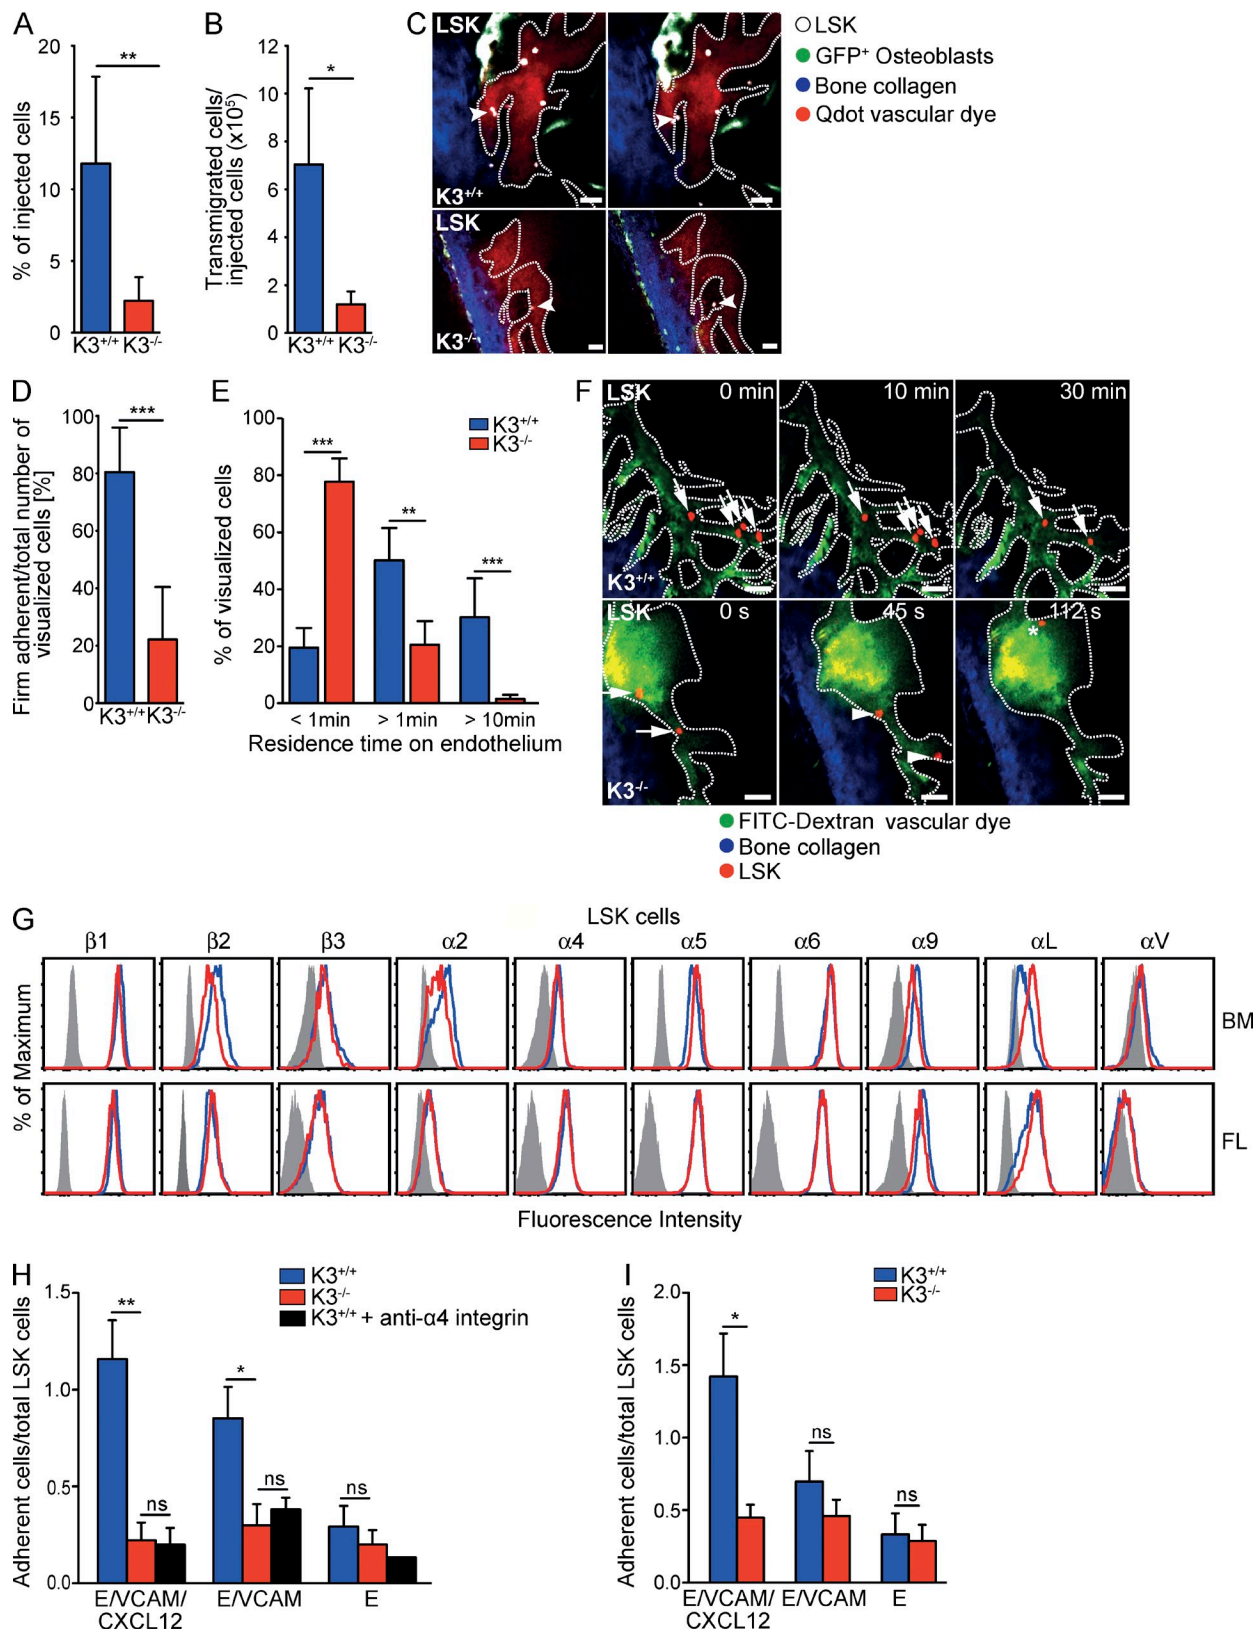 A
% of injected cells
20
15
10
5
0
**
K3+/+ K3-/-
B
Transmigrated cells/
injected cells (x10⁵)
12
10
8
6
4
2
0
*
K3+/+ K3-/-
C
LSK
K3+/+
LSK
K3-/-
LSK
GFP+ Osteoblasts
Bone collagen
Qdot vascular dye
D
Firm adherent/total number of
visualized cells [%]
100
80
60
40
20
0
***
K3+/+ K3-/-
E
% of visualized cells
100
80
60
40
20
0
***
**
***
K3+/+
K3-/-
< 1min > 1min > 10min
Residence time on endothelium
F
LSK 0 min 10 min 30 min
K3+/+
LSK 0 s 45 s 112 s
*
K3-/-
FITC-Dextran vascular dye
Bone collagen
LSK
G
LSK cells
β1 β2 β3 α2 α4 α5 α6 α9 αL αV
% of Maximum
BM
FL
Fluorescence Intensity
H
Adherent cells/total LSK cells
1.5
1.0
0.5
0.0
K3+/+
K3-/-
K3+/+ + anti-α4 integrin
**
ns
*
ns
ns
E/VCAM/ E/VCAM E
CXCL12
I
Adherent cells/total LSK cells
2.0
1.5
1.0
0.5
0.0
K3+/+
K3-/-
*
ns
ns
E/VCAM/ E/VCAM E
CXCL12